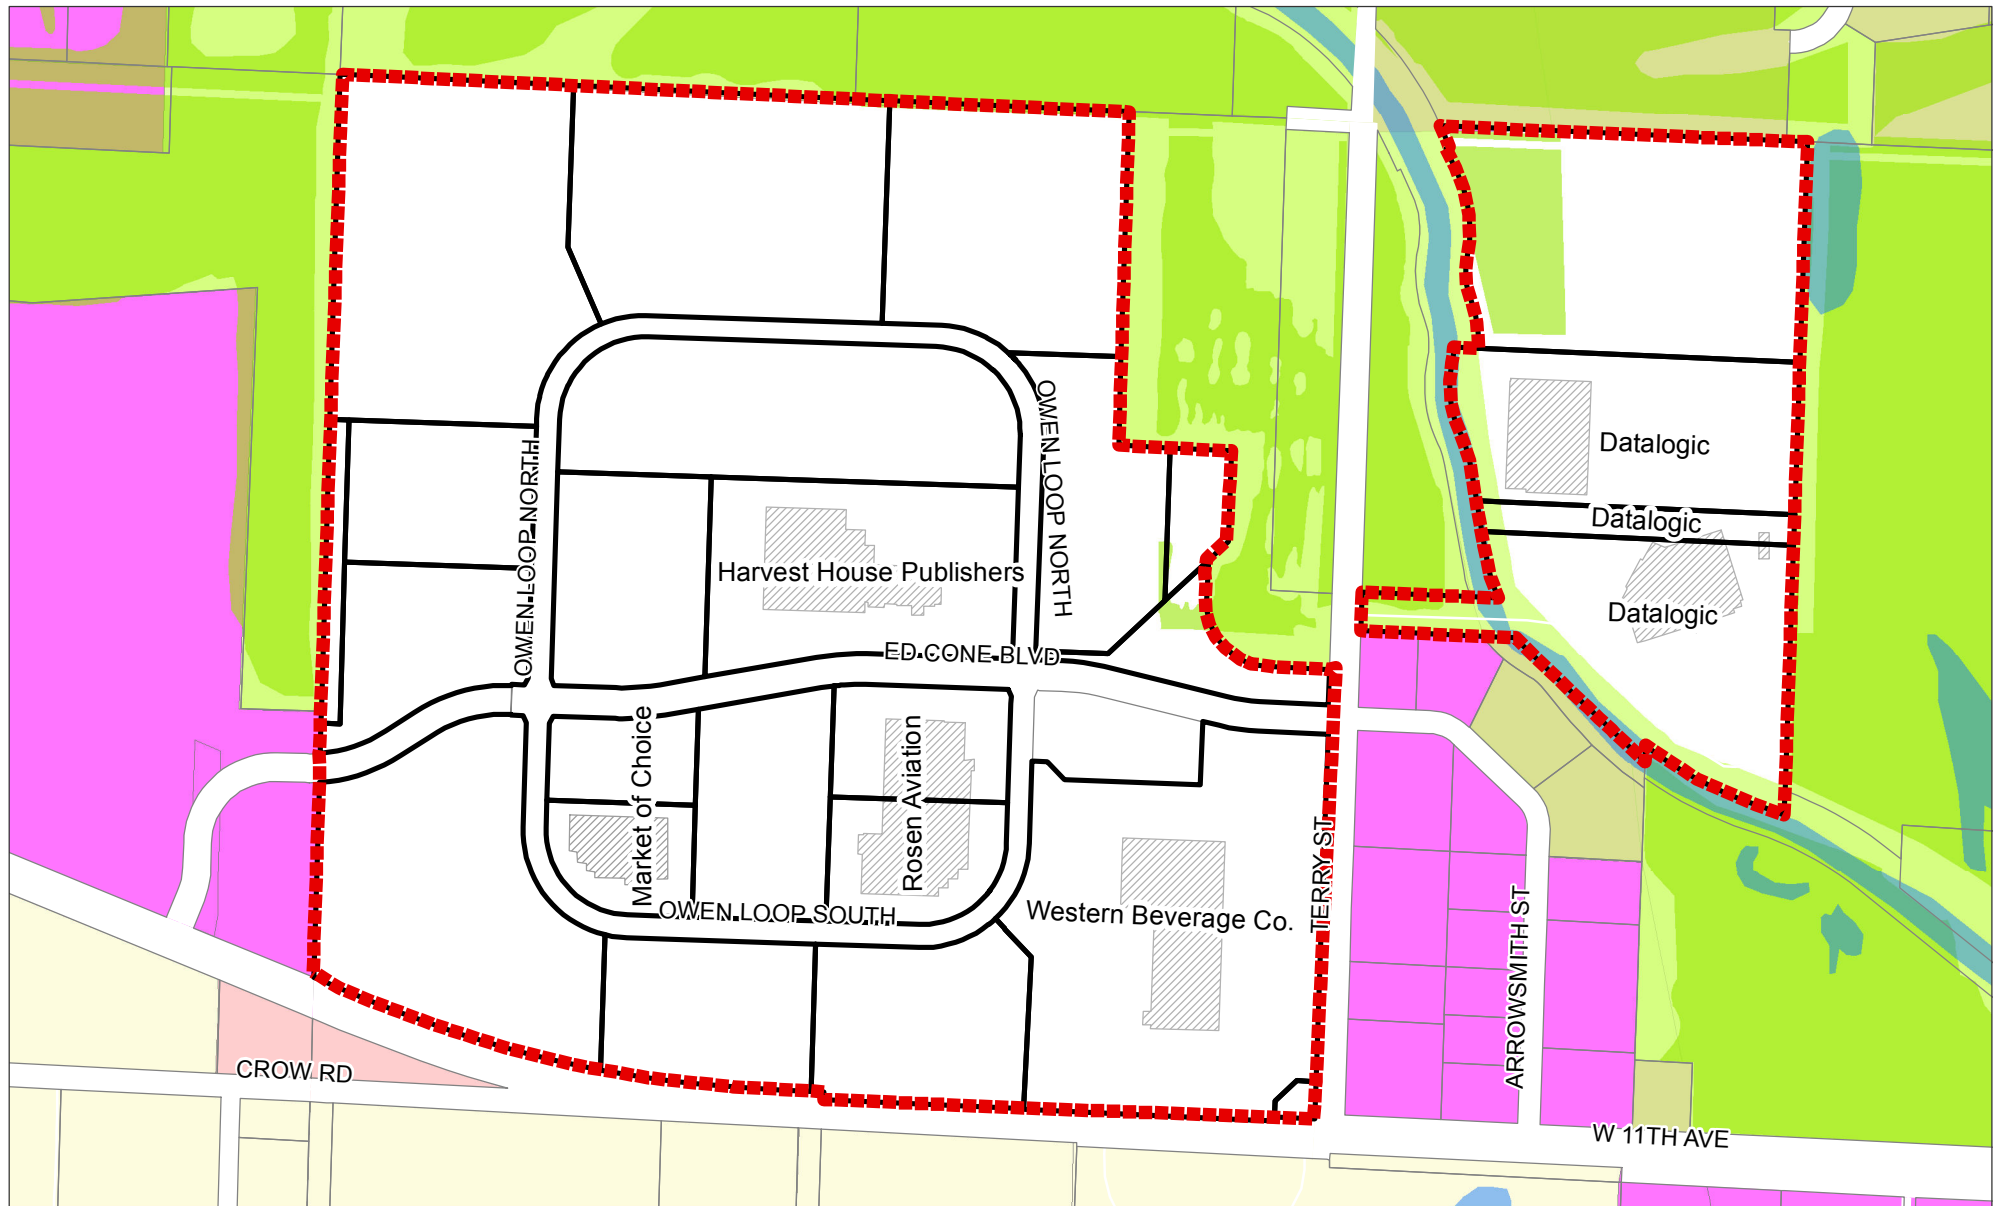 OWEN LOOP NORTH
OWEN LOOP NORTH
Datalogic
Datalogic
Harvest House Publishers
Datalogic
ED CONE BLVD
Market of Choice
Rosen Aviation
OWEN LOOP SOUTH
Western Beverage Co.
TERRY ST
ARROWSMITH ST
CROW RD
W 11TH AVE